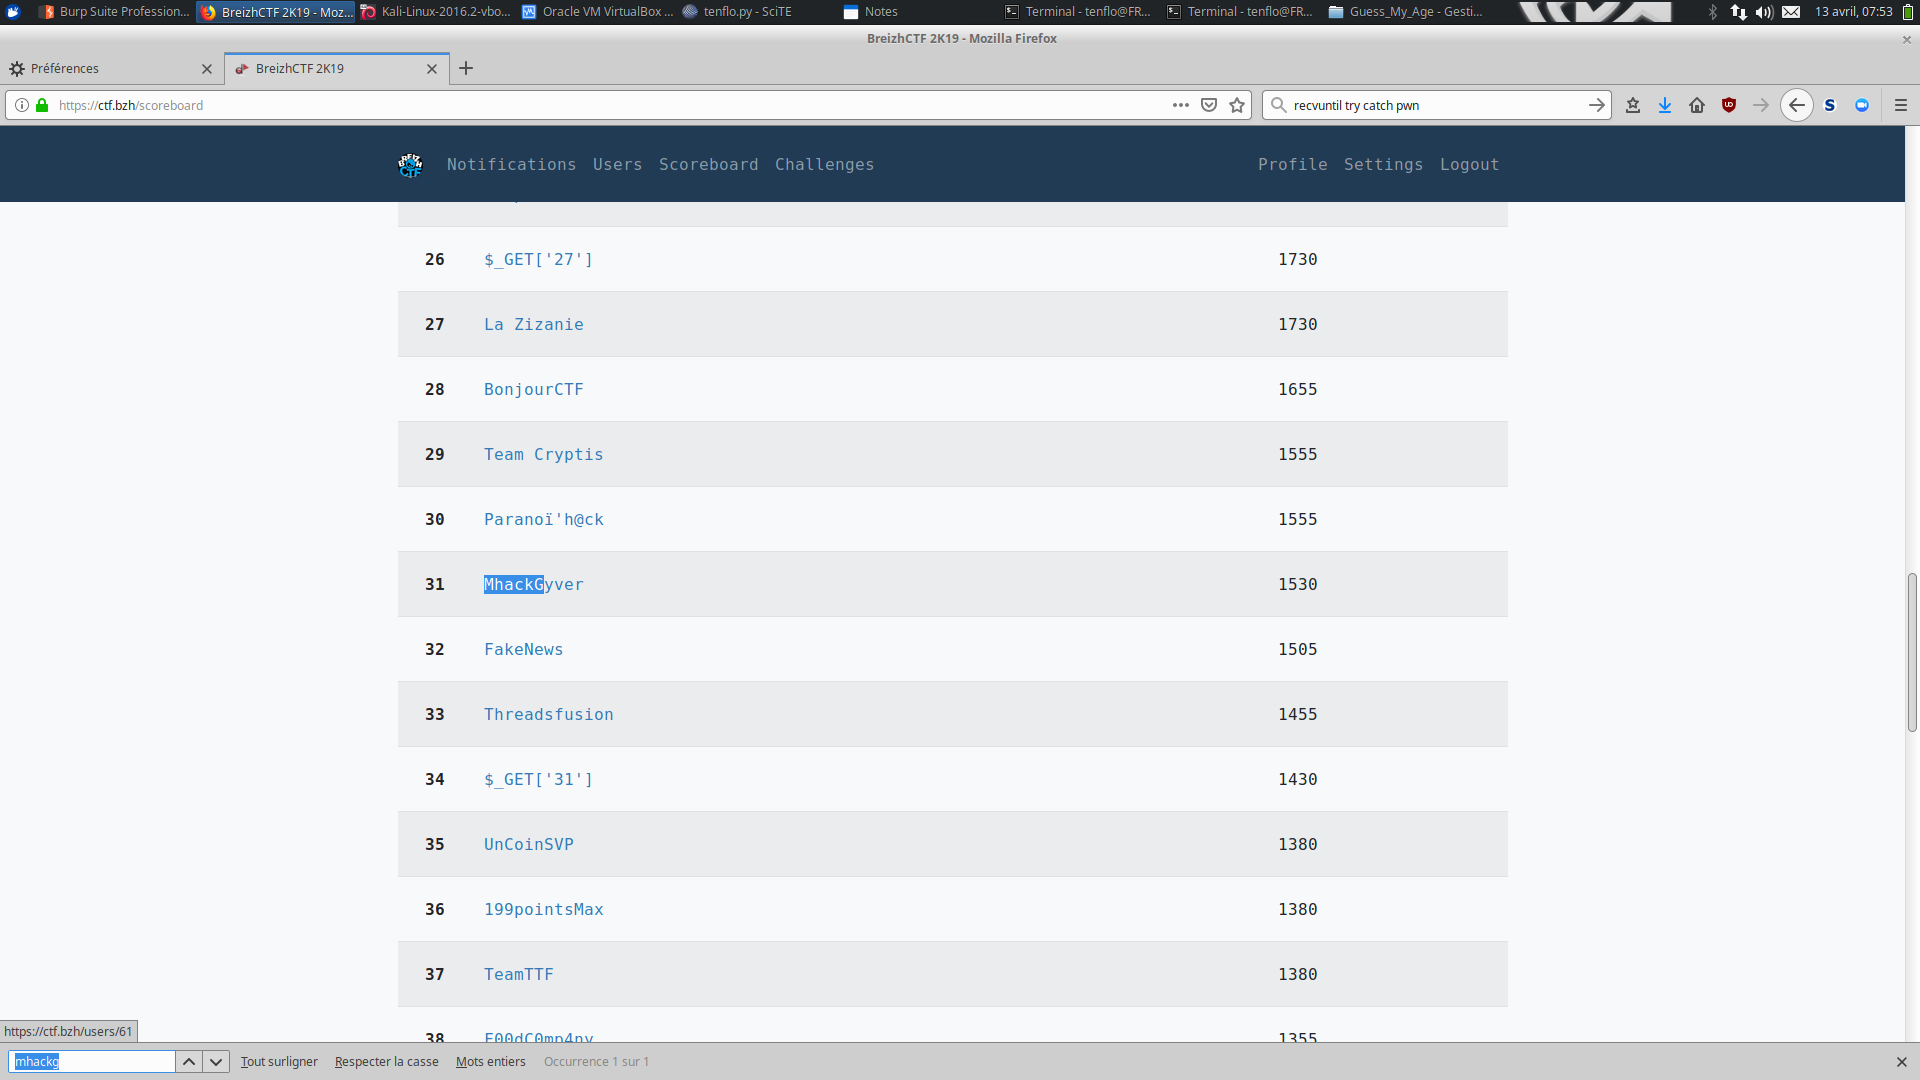 Burp Suite Profession... BreizhCTF 2K19 - Moz... Kali-Linux-2016.2-vbo... Oracle VM VirtualBox ... tenflo.py - SciTE Notes Terminal - tenflo@FR... Terminal - tenflo@FR... Guess_My_Age - Gesti... 13 avril, 07:53
BreizhCTF 2K19 - Mozilla Firefox
Préférences BreizhCTF 2K19
https://ctf.bzh/scoreboard recvuntil try catch pwn
BREIZH CTF Notifications Users Scoreboard Challenges Profile Settings Logout
26 $_GET['27'] 1730
27 La Zizanie 1730
28 BonjourCTF 1655
29 Team Cryptis 1555
30 Paranoï'h@ck 1555
31 MhackGyver 1530
32 FakeNews 1505
33 Threadsfusion 1455
34 $_GET['31'] 1430
35 UnCoinSVP 1380
36 199pointsMax 1380
37 TeamTTF 1380
38 F00dC0mp4ny 1355
https://ctf.bzh/users/61
mhackg Tout surligner Respecter la casse Mots entiers Occurrence 1 sur 1